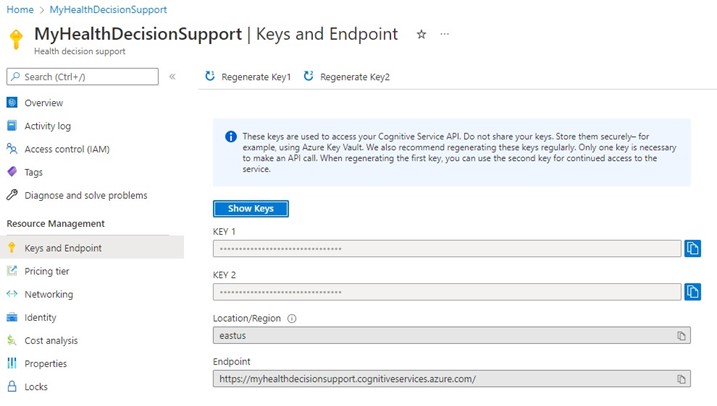 Home > MyHealthDecisionSupport
MyHealthDecisionSupport | Keys and Endpoint ☆ ···
Health decision support
Search (Ctrl+/) «
Regenerate Key1 Regenerate Key2
Overview
Activity log
Access control (IAM)
Tags
Diagnose and solve problems
Resource Management
Keys and Endpoint
Pricing tier
Networking
Identity
Cost analysis
Properties
Locks
These keys are used to access your Cognitive Service API. Do not share your keys. Store them securely– for
example, using Azure Key Vault. We also recommend regenerating these keys regularly. Only one key is necessary
to make an API call. When regenerating the first key, you can use the second key for continued access to the
service.
Show Keys
KEY 1
•••••••••••••••••••••••••••••••
KEY 2
•••••••••••••••••••••••••••••••
Location/Region
eastus
Endpoint
https://myhealthdecisionsupport.cognitiveservices.azure.com/